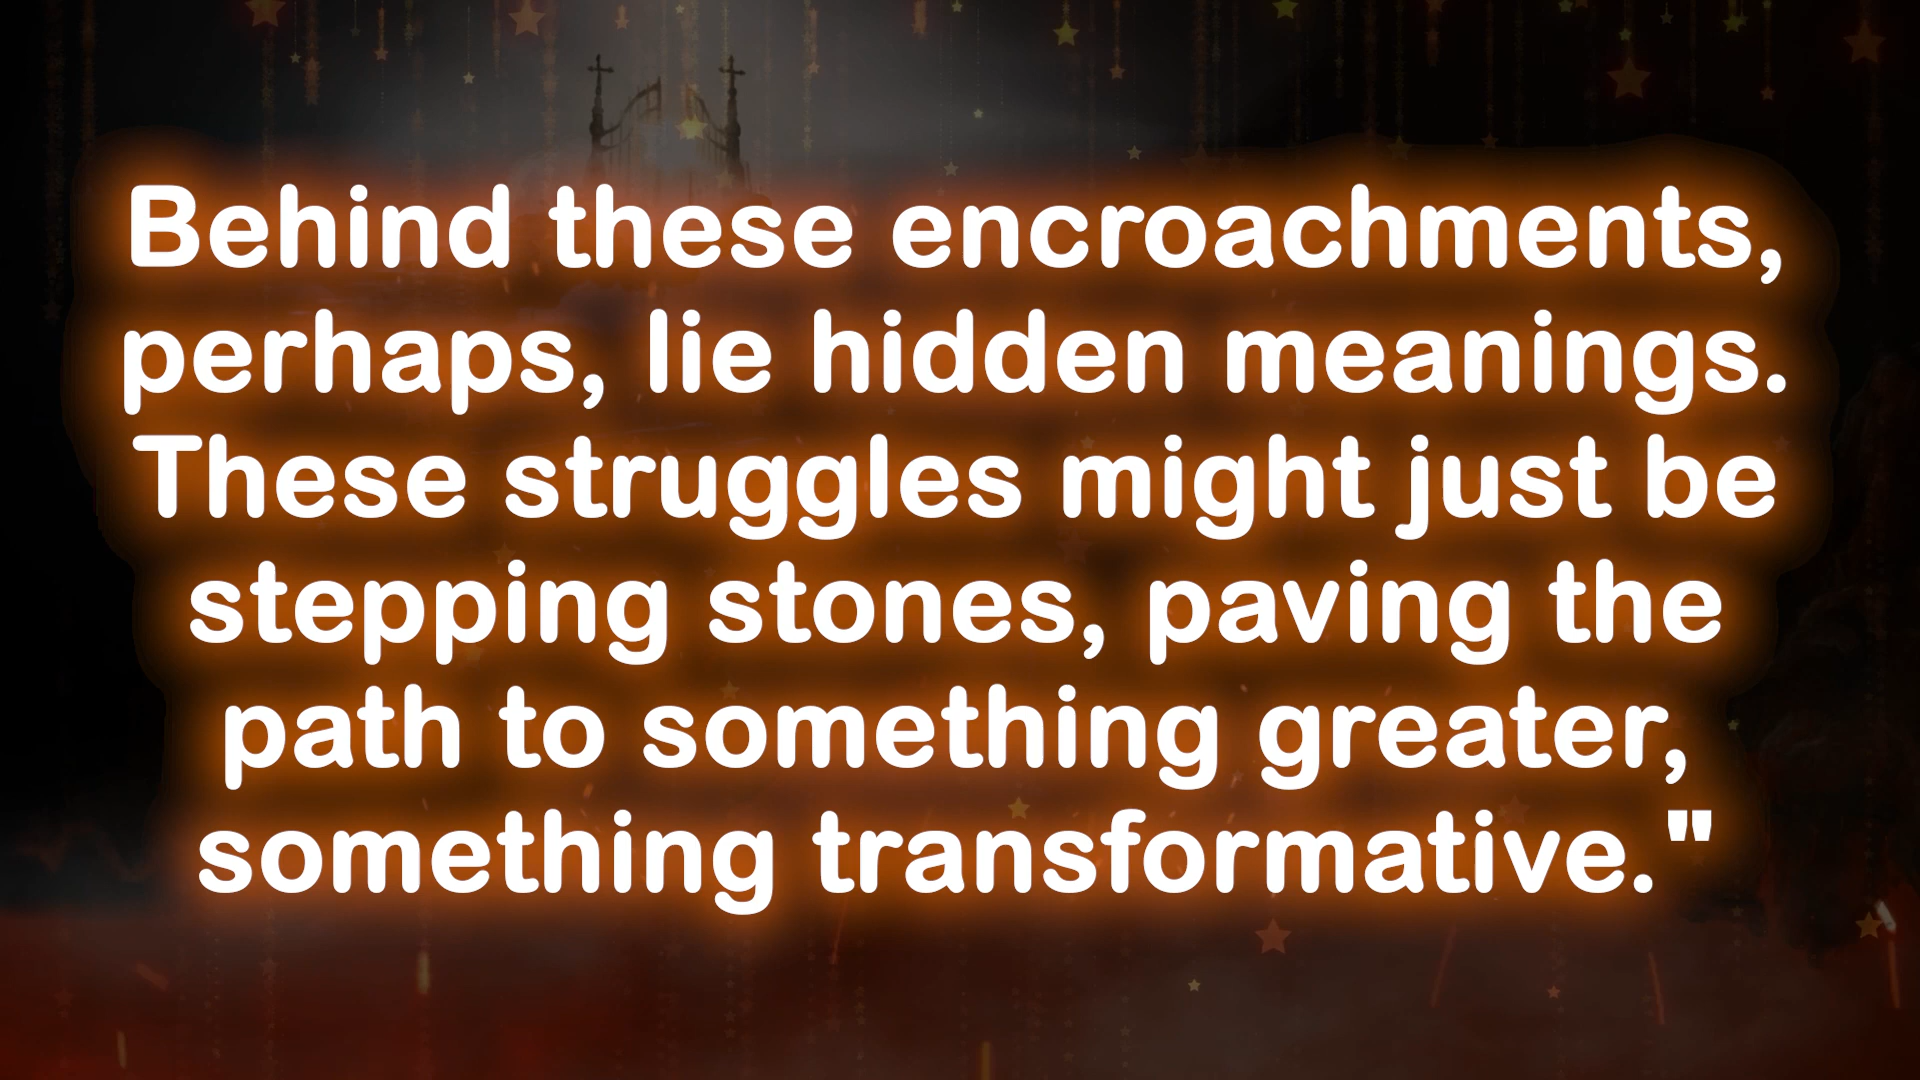 Behind these encroachments,
perhaps, lie hidden meanings.
These struggles might just be
stepping stones, paving the
path to something greater,
something transformative."